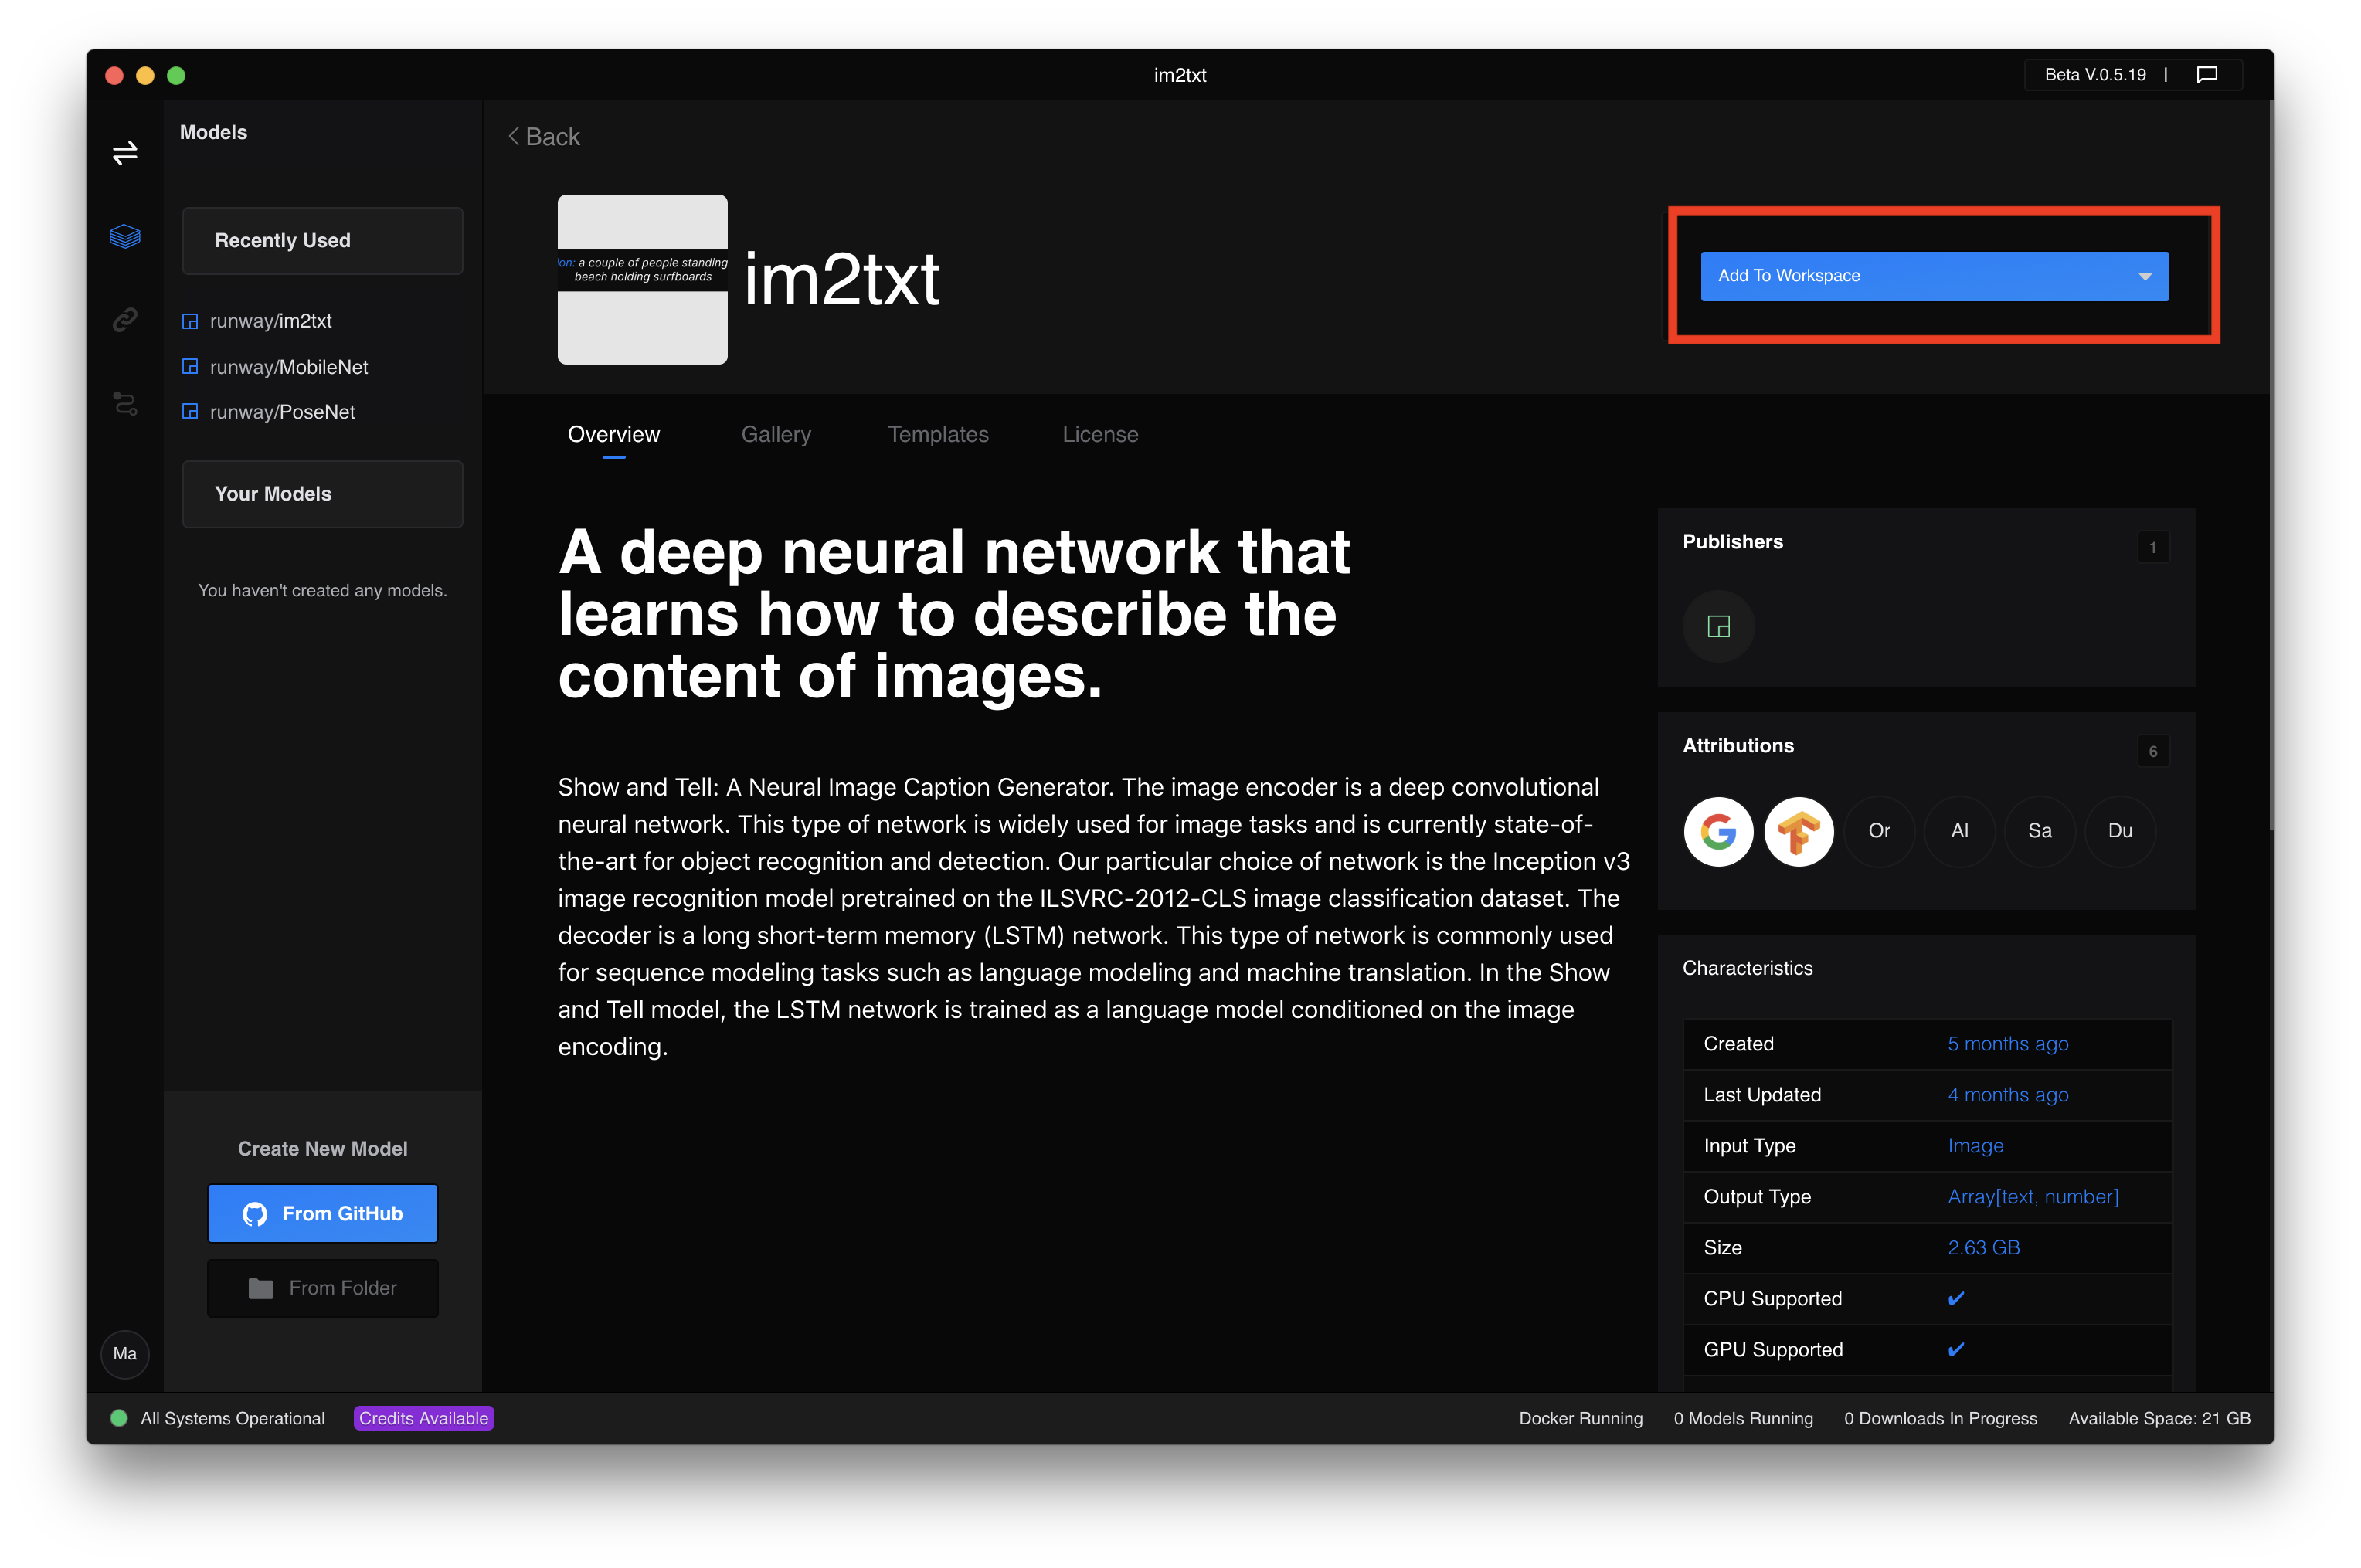 im2txt
Beta V.0.5.19 |
Models
Recently Used
runway/im2txt
runway/MobileNet
runway/PoseNet
Your Models
You haven't created any models.
Create New Model
From GitHub
From Folder
Ma
Back
ion: a couple of people standing
beach holding surfboards
im2txt
Add To Workspace
Overview
Gallery
Templates
License
A deep neural network that
learns how to describe the
content of images.
Show and Tell: A Neural Image Caption Generator. The image encoder is a deep convolutional
neural network. This type of network is widely used for image tasks and is currently state-of-
the-art for object recognition and detection. Our particular choice of network is the Inception v3
image recognition model pretrained on the ILSVRC-2012-CLS image classification dataset. The
decoder is a long short-term memory (LSTM) network. This type of network is commonly used
for sequence modeling tasks such as language modeling and machine translation. In the Show
and Tell model, the LSTM network is trained as a language model conditioned on the image
encoding.
Publishers
1
Attributions
6
Or
Al
Sa
Du
Characteristics
Created 5 months ago
Last Updated 4 months ago
Input Type Image
Output Type Array[text, number]
Size 2.63 GB
CPU Supported ✔
GPU Supported ✔
All Systems Operational
Credits Available
Docker Running
0 Models Running
0 Downloads In Progress
Available Space: 21 GB